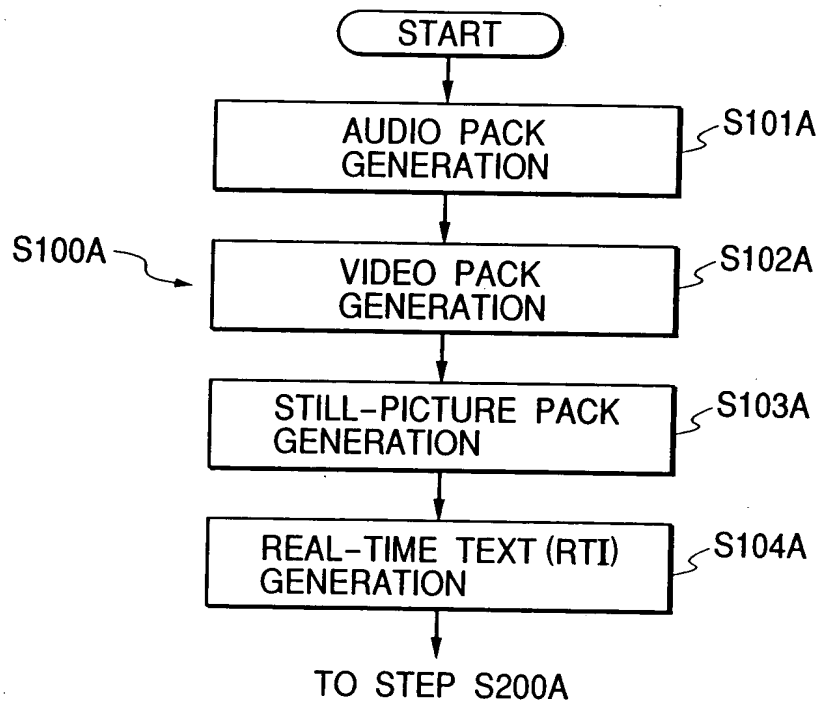 START
AUDIO PACK
GENERATION
S101A
S100A
VIDEO PACK
GENERATION
S102A
STILL-PICTURE PACK
GENERATION
S103A
REAL-TIME TEXT (RTI)
GENERATION
S104A
TO STEP S200A